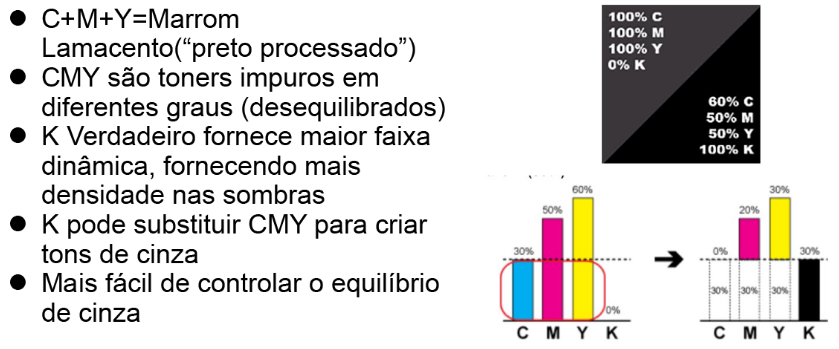 ● C+M+Y=Marrom
Lamacento(“preto processado”)
● CMY são toners impuros em
diferentes graus (desequilibrados)
● K Verdadeiro fornece maior faixa
dinâmica, fornecendo mais
densidade nas sombras
● K pode substituir CMY para criar
tons de cinza
● Mais fácil de controlar o equilíbrio
de cinza
100% C
100% M
100% Y
0% K
60% C
50% M
50% Y
100% K
60%
50%
30%
0%
C M Y K
30%
20%
0%
30%
30% 30% 30%
C M Y K